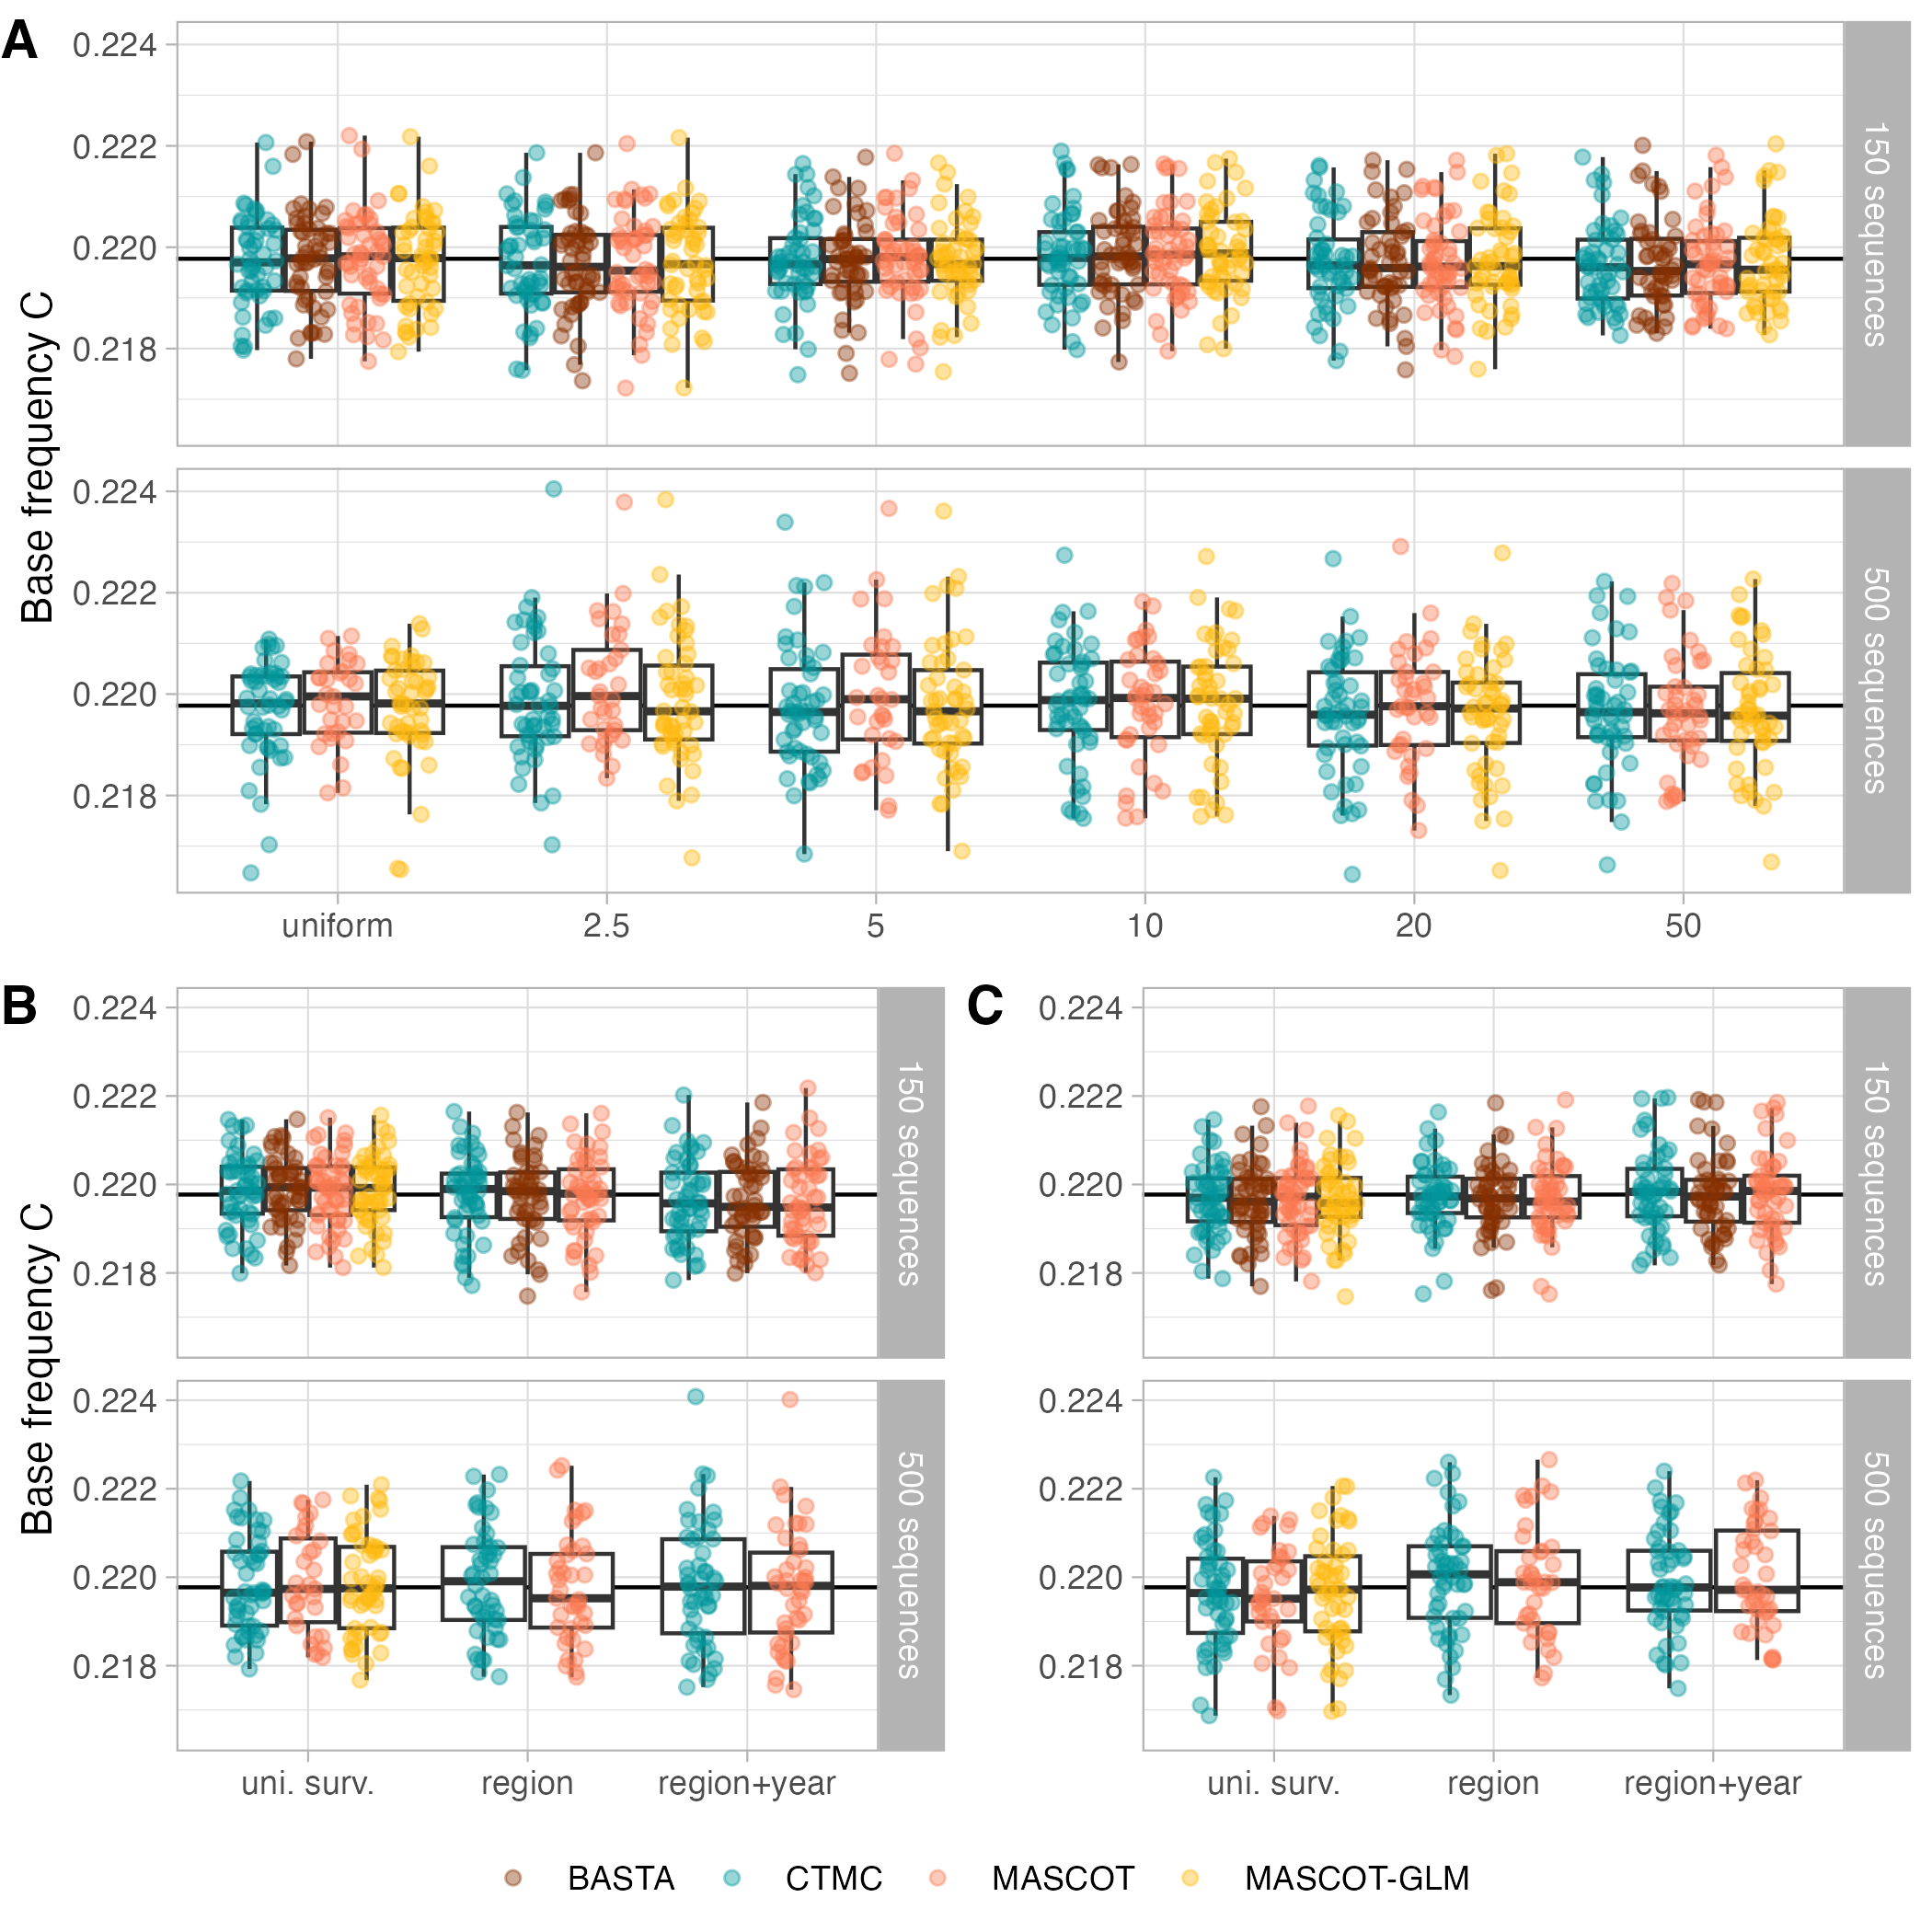 A
0.224
0.222
0.220
0.218
150 sequences
Base frequency C
0.224
0.222
0.220
0.218
500 sequences
uniform 2.5 5 10 20 50
B
0.224
0.222
0.220
0.218
150 sequences
Base frequency C
0.224
0.222
0.220
0.218
500 sequences
uni. surv. region region+year
C
0.224
0.222
0.220
0.218
150 sequences
0.224
0.222
0.220
0.218
500 sequences
uni. surv. region region+year
BASTA CTMC MASCOT MASCOT-GLM